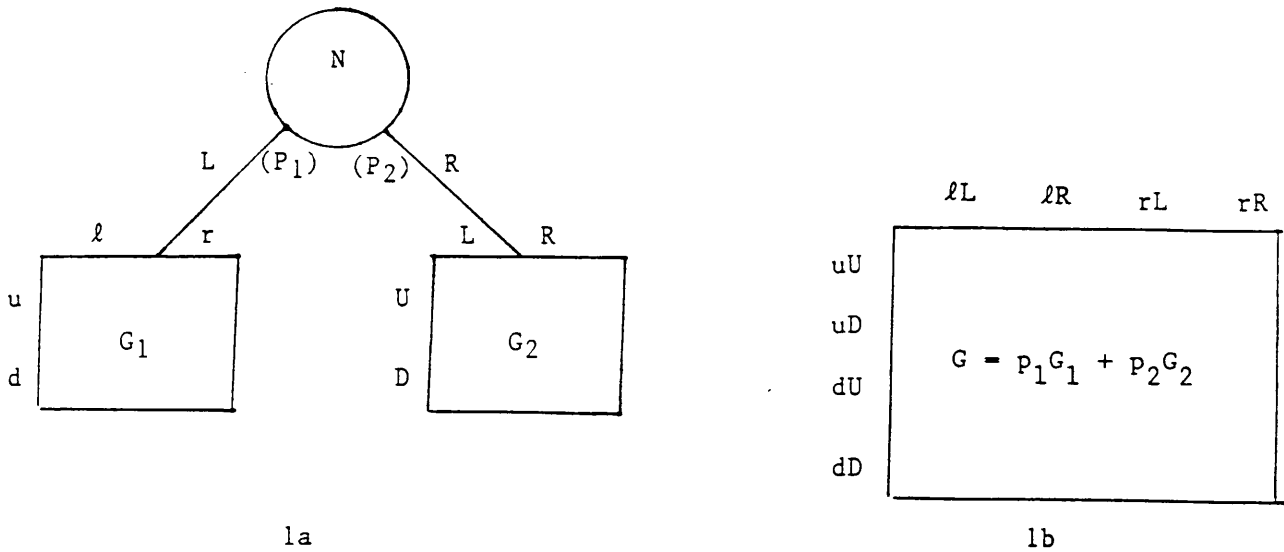 N
L (P₁) (P₂) R
ℓ r L R
u U
G₁ G₂
d D
1a
ℓL ℓR rL rR
uU
uD
G = p₁G₁ + p₂G₂
dU
dD
1b